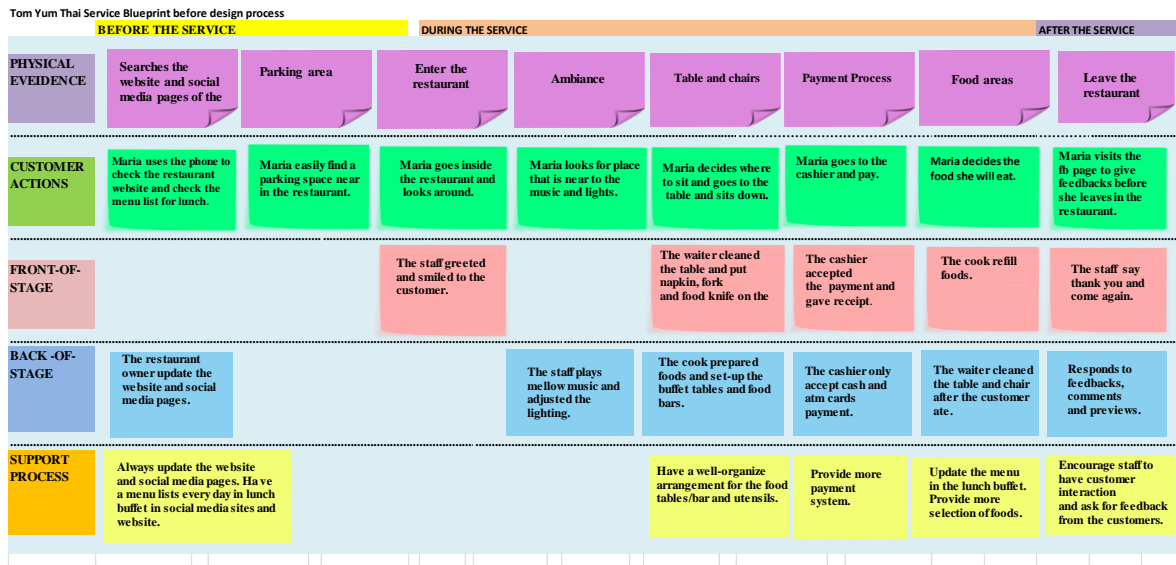 Tom Yum Thai Service Blueprint before design process
BEFORE THE SERVICE
DURING THE SERVICE
AFTER THE SERVICE
PHYSICAL
EVEIDENCE
Searches the
website and social
media pages of the
Parking area
Enter the
restaurant
Ambiance
Table and chairs
Payment Process
Food areas
Leave the
restaurant
CUSTOMER
ACTIONS
Maria uses the phone to
check the restaurant
website and check the
menu list for lunch.
Maria easily find a
parking space near
in the restaurant.
Maria goes inside
the restaurant and
looks around.
Maria looks for place
that is near to the
music and lights.
Maria decides where
to sit and goes to the
table and sits down.
Maria goes to the
cashier and pay.
Maria decides the
food she will eat.
Maria visits the
fb page to give
feedbacks before
she leaves in the
restaurant.
FRONT-OF-
STAGE
The staff greeted
and smiled to the
customer.
The waiter cleaned
the table and put
napkin, fork
and food knife on the
The cashier
accepted
the payment and
gave receipt.
The cook refill
foods.
The staff say
thank you and
come again.
BACK -OF-
STAGE
The restaurant
owner update the
website and social
media pages.
The staff plays
mellow music and
adjusted the
lighting.
The cook prepared
foods and set-up the
buffet tables and food
bars.
The cashier only
accept cash and
atm cards
payment.
The waiter cleaned
the table and chair
after the customer
ate.
Responds to
feedbacks,
comments
and previews.
SUPPORT
PROCESS
Always update the website
and social media pages. Have
a menu lists every day in lunch
buffet in social media sites and
website.
Have a well-organize
arrangement for the food
tables/bar and utensils.
Provide more
payment
system.
Update the menu
in the lunch buffet.
Provide more
selection of foods.
Encourage staff to
have customer
interaction
and ask for feedback
from the customers.